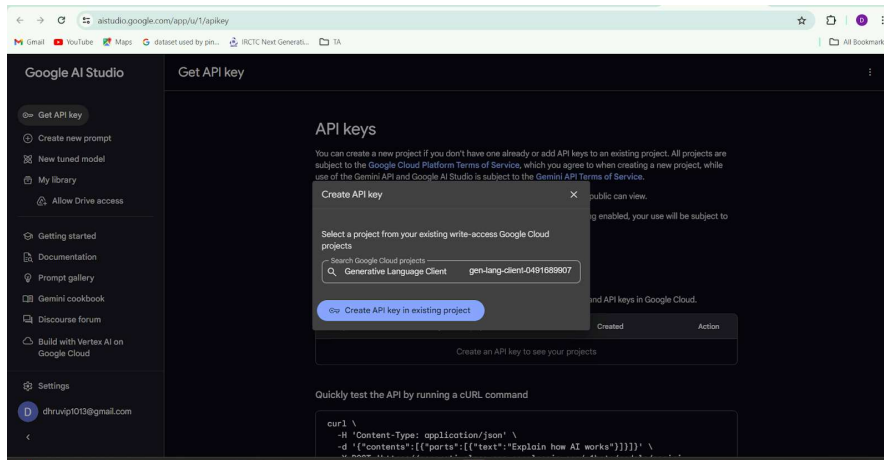 aistudio.google.com/app/u/1/apikey
D
Gmail YouTube Maps G dataset used by pin... IRCTC Next Generati... TA
All Bookmark
Google AI Studio
Get API key
Get API key
Create new prompt
New tuned model
My library
Allow Drive access
Getting started
Documentation
Prompt gallery
Gemini cookbook
Discourse forum
Build with Vertex AI on
Google Cloud
Settings
D dhruvip1013@gmail.com
API keys
You can create a new project if you don't have one already or add API keys to an existing project. All projects are
subject to the Google Cloud Platform Terms of Service, which you agree to when creating a new project, while
use of the Gemini API and Google AI Studio is subject to the Gemini API Terms of Service.
public can view.
ng enabled, your use will be subject to
Create API key
Select a project from your existing write-access Google Cloud
projects
Search Google Cloud projects
Generative Language Client gen-lang-client-0491689907
Create API key in existing project
and API keys in Google Cloud.
Created Action
Create an API key to see your projects
Quickly test the API by running a cURL command
curl \
-H 'Content-Type: application/json' \
-d '{"contents":[{"parts":[{"text":"Explain how AI works"}]}]}' \